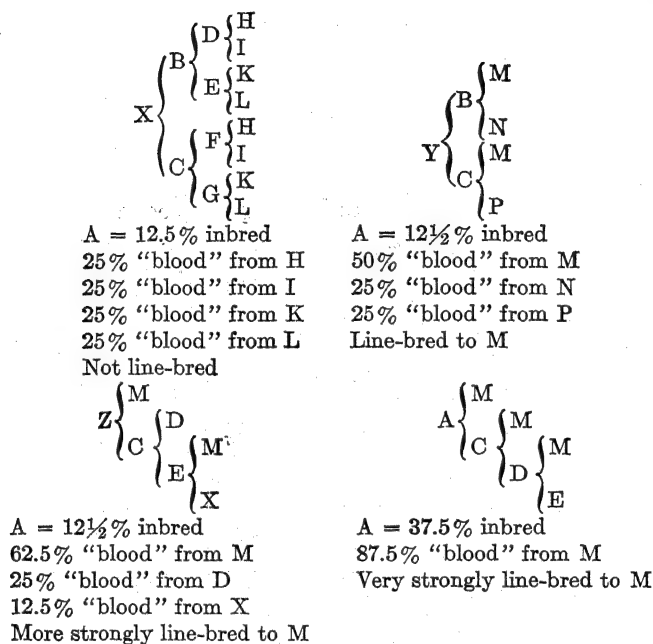 D
H
I
B
E
K
L
X
F
H
I
C
G
K
L
A = 12.5% inbred
25% "blood" from H
25% "blood" from I
25% "blood" from K
25% "blood" from L
Not line-bred
M
B
N
Y
M
C
P
A = 12½% inbred
50% "blood" from M
25% "blood" from N
25% "blood" from P
Line-bred to M
M
Z
D
C
M
E
X
A = 12½% inbred
62.5% "blood" from M
25% "blood" from D
12.5% "blood" from X
More strongly line-bred to M
M
A
M
C
M
D
E
A = 37.5% inbred
87.5% "blood" from M
Very strongly line-bred to M